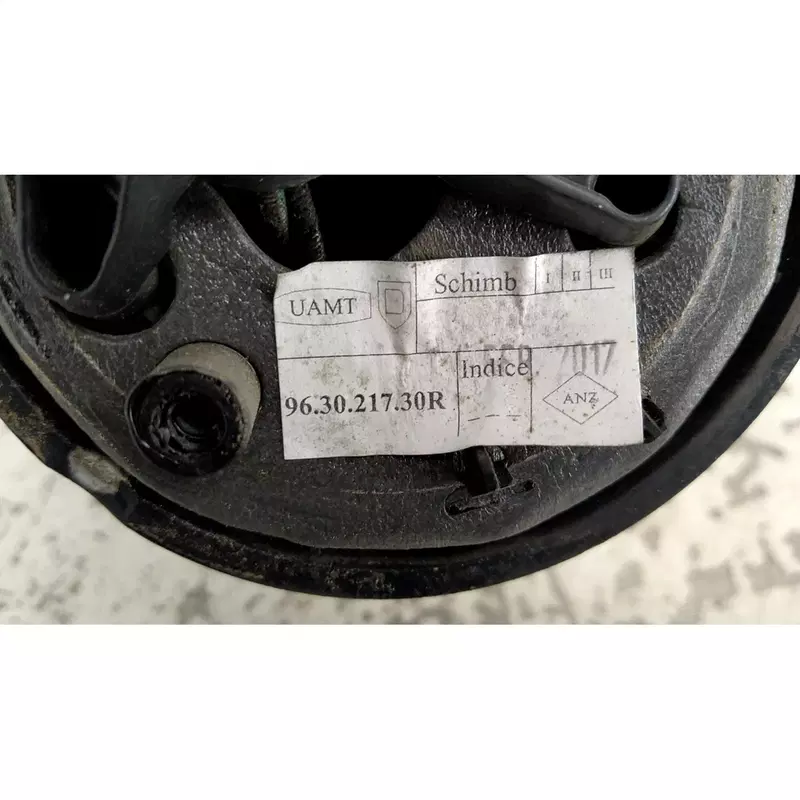 UAMT
Schimb I II III
2017
96.30.217.30R
Indice
ANZ